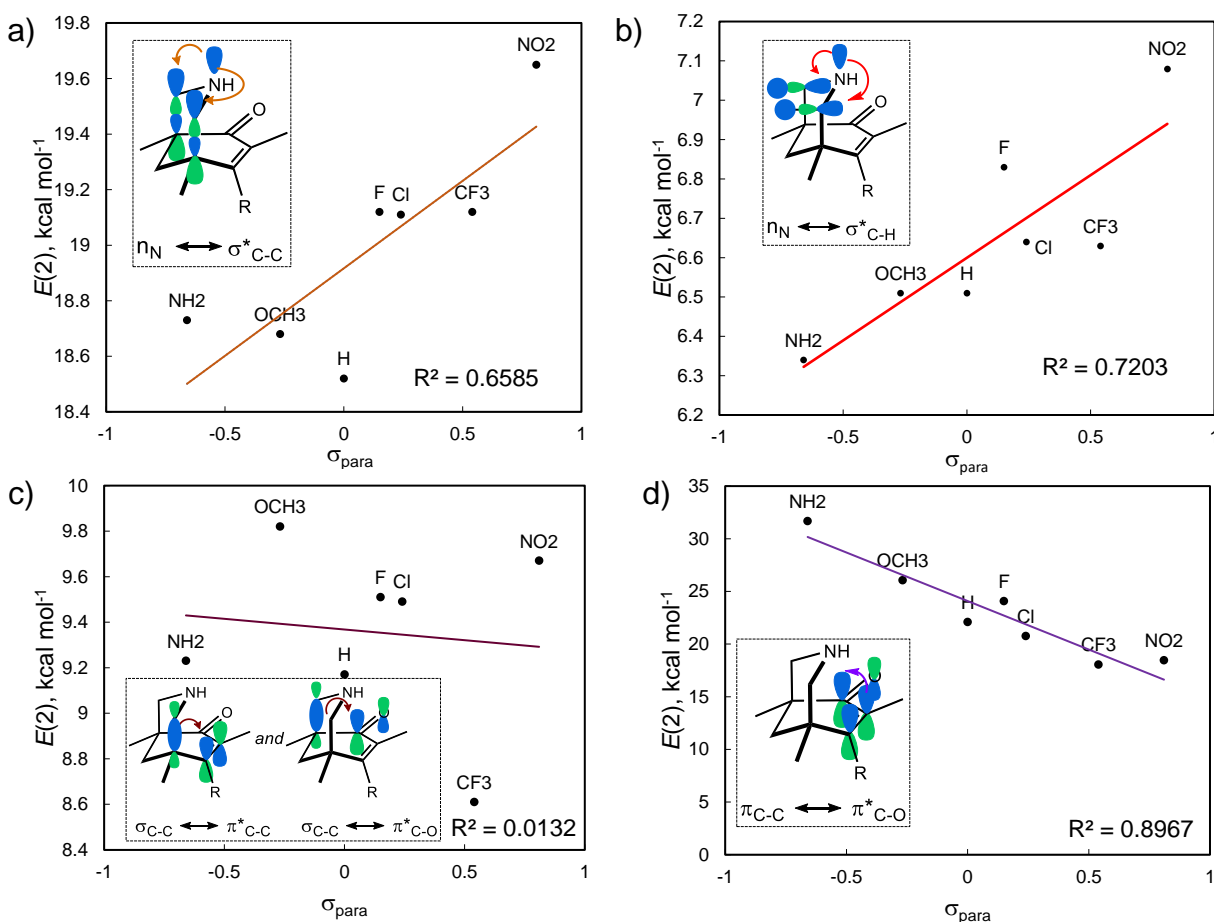 a)
E(2), kcal mol-1
19.8
19.6
19.4
19.2
19
18.8
18.6
18.4
-1
-0.5
0
0.5
1
σpara
NH
O
R
nN ⟷ σ*C-C
NH2
OCH3
H
F
Cl
CF3
NO2
R² = 0.6585
b)
E(2), kcal mol-1
7.2
7.1
7
6.9
6.8
6.7
6.6
6.5
6.4
6.3
6.2
-1
-0.5
0
0.5
1
σpara
NH
O
R
nN ⟷ σ*C-H
NH2
OCH3
H
F
Cl
CF3
NO2
R² = 0.7203
c)
E(2), kcal mol-1
10
9.8
9.6
9.4
9.2
9
8.8
8.6
8.4
-1
-0.5
0
0.5
1
σpara
OCH3
NO2
F
Cl
NH2
H
CF3
NH
O
R
and
NH
O
R
σC-C ⟷ π*C-C
σC-C ⟷ π*C-O
R² = 0.0132
d)
E(2), kcal mol-1
35
30
25
20
15
10
5
0
-1
-0.5
0
0.5
1
σpara
NH2
OCH3
H
F
Cl
CF3
NO2
NH
O
R
πC-C ⟷ π*C-O
R² = 0.8967